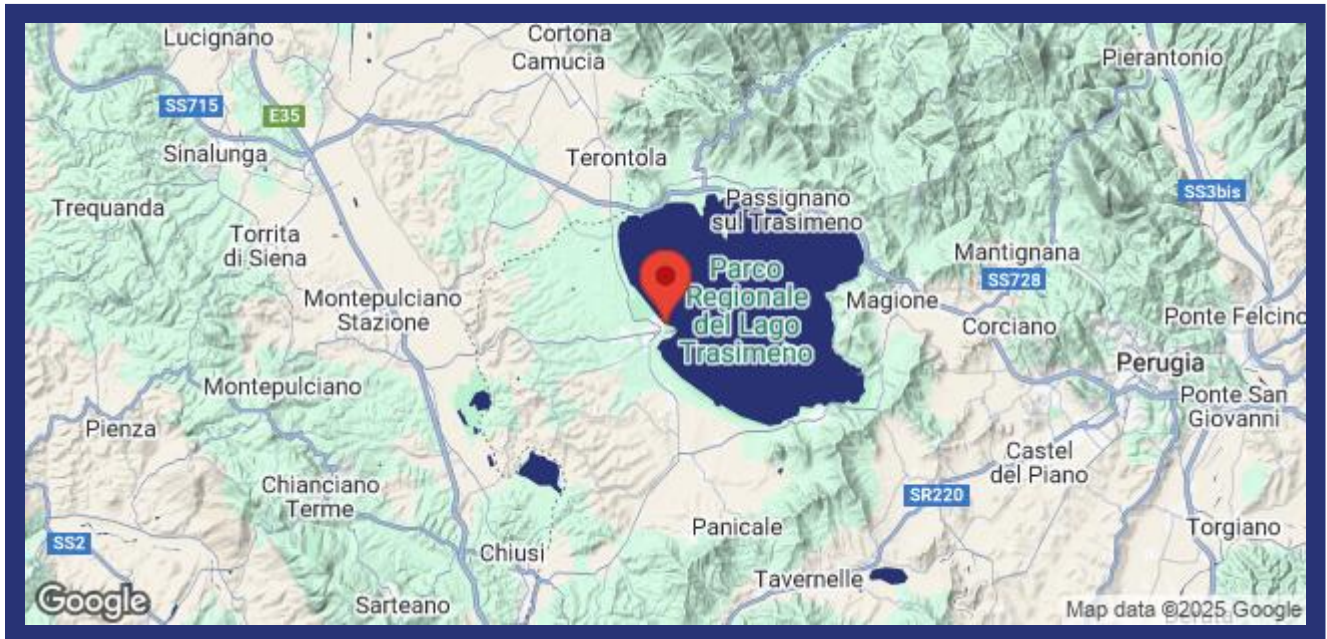 Lucignano
Cortona
Camucia
Pierantonio
SS715
E35
Sinalunga
Terontola
SS3bis
Trequanda
Passignano
sul Trasimeno
Torrita
di Siena
Mantignana
SS728
Parco
Regionale
del Lago
Trasimeno
Montepulciano
Stazione
Magione
Corciano
Ponte Felcino
Perugia
Montepulciano
Ponte San
Giovanni
Pienza
Castel
del Piano
Chianciano
Terme
SR220
Panicale
Torgiano
SS2
Chiusi
Tavernelle
Sarteano
Google
Map data ©2025 Google